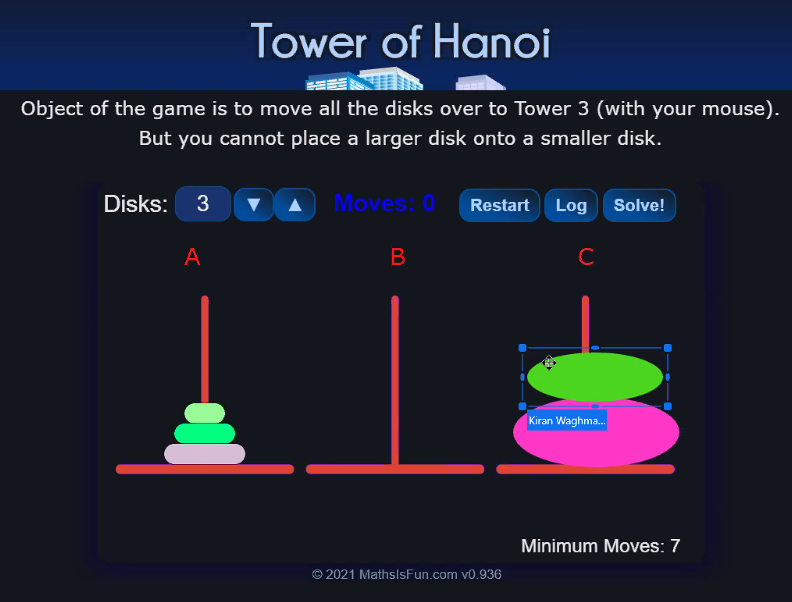 Tower of Hanoi
Object of the game is to move all the disks over to Tower 3 (with your mouse).
But you cannot place a larger disk onto a smaller disk.
Disks: 3 ▼ ▲ Moves: 0 Restart Log Solve!
A B C
Kiran Waghma...
Minimum Moves: 7
© 2021 MathsIsFun.com v0.936